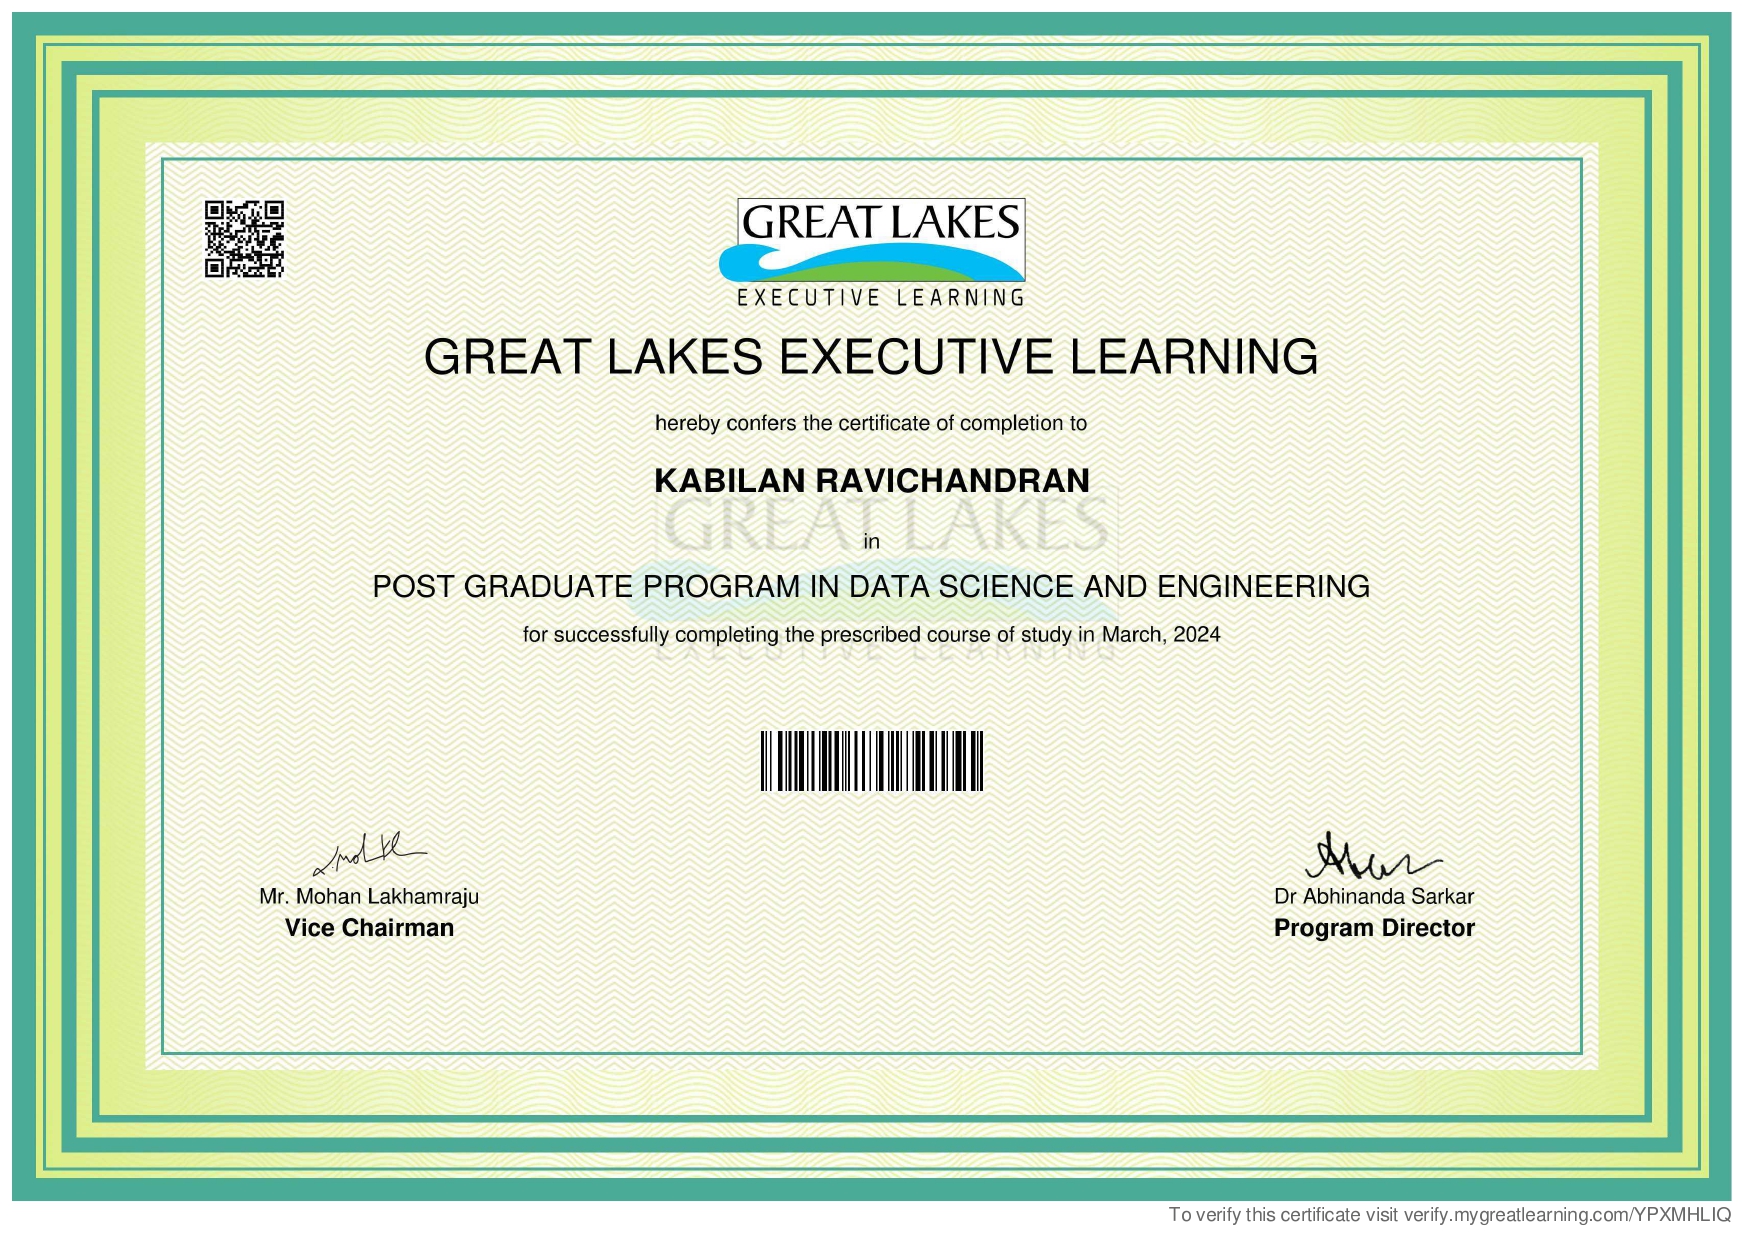 GREAT LAKES
EXECUTIVE LEARNING
GREAT LAKES EXECUTIVE LEARNING
hereby confers the certificate of completion to
KABILAN RAVICHANDRAN
GREAT LAKES
in
POST GRADUATE PROGRAM IN DATA SCIENCE AND ENGINEERING
for successfully completing the prescribed course of study in March, 2024
EXECUTIVE LEARNING
Mr. Mohan Lakhamraju
Vice Chairman
Dr Abhinanda Sarkar
Program Director
To verify this certificate visit verify.mygreatlearning.com/YPXMHLIQ